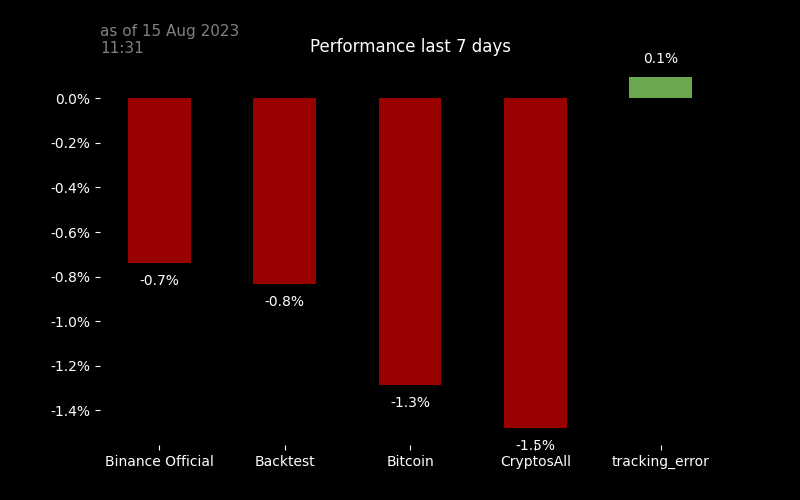 as of 15 Aug 2023
11:31
Performance last 7 days
0.1%
0.0%
-0.2%
-0.4%
-0.6%
-0.8%
-1.0%
-1.2%
-1.4%
-0.7%
-0.8%
-1.3%
-1.5%
Binance Official
Backtest
Bitcoin
CryptosAll
tracking_error